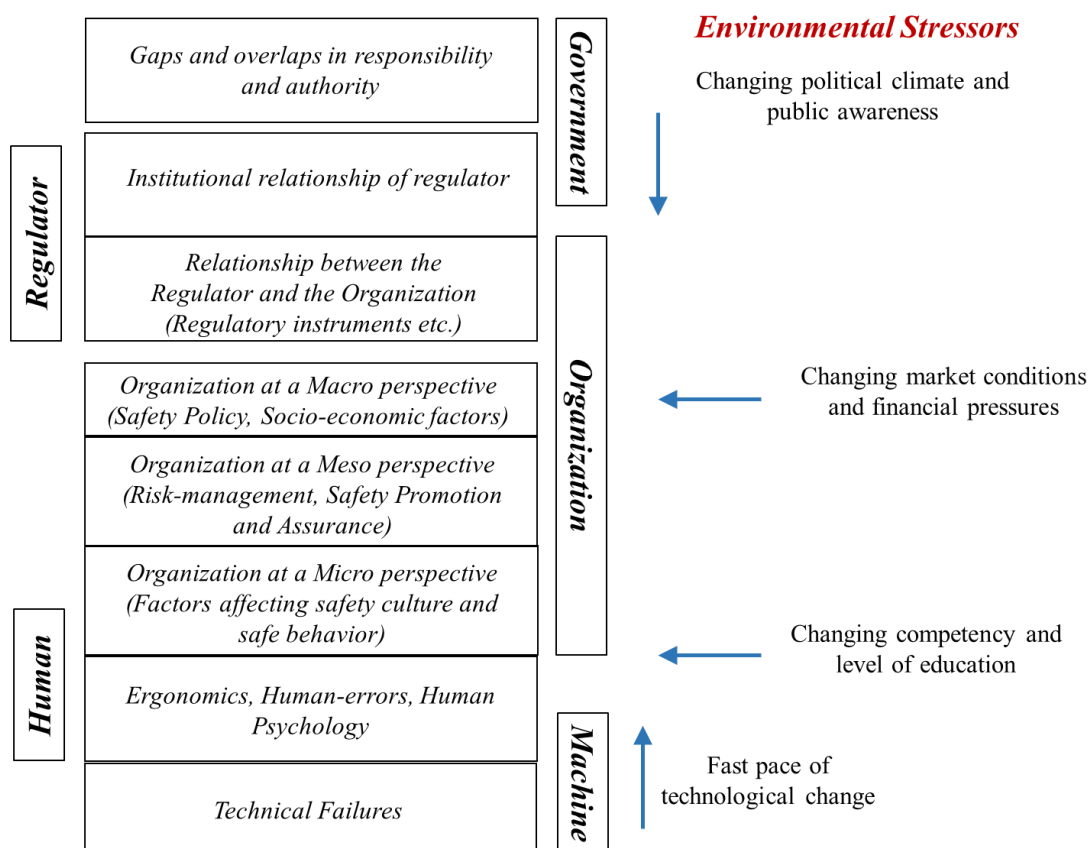 Environmental Stressors
Gaps and overlaps in responsibility
and authority
Government
Changing political climate and
public awareness
Regulator
Institutional relationship of regulator
Relationship between the
Regulator and the Organization
(Regulatory instruments etc.)
Organization
Organization at a Macro perspective
(Safety Policy, Socio-economic factors)
Changing market conditions
and financial pressures
Organization at a Meso perspective
(Risk-management, Safety Promotion
and Assurance)
Organization at a Micro perspective
(Factors affecting safety culture and
safe behavior)
Human
Changing competency and
level of education
Ergonomics, Human-errors, Human
Psychology
Machine
Fast pace of
technological change
Technical Failures